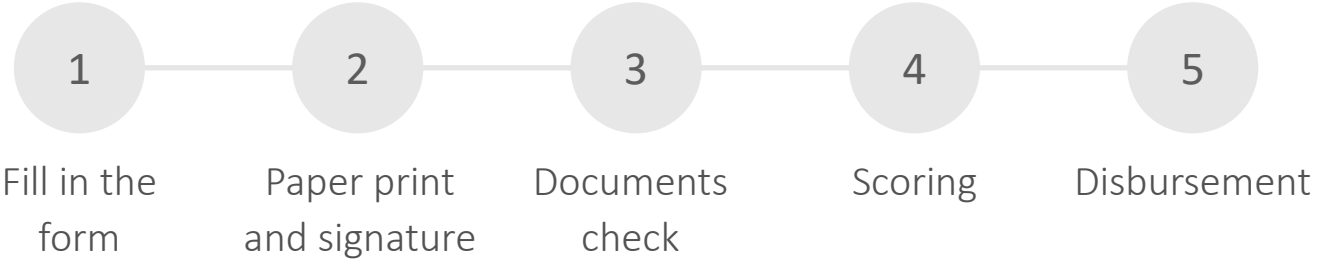 1
2
3
4
5
Fill in the
form
Paper print
and signature
Documents
check
Scoring
Disbursement